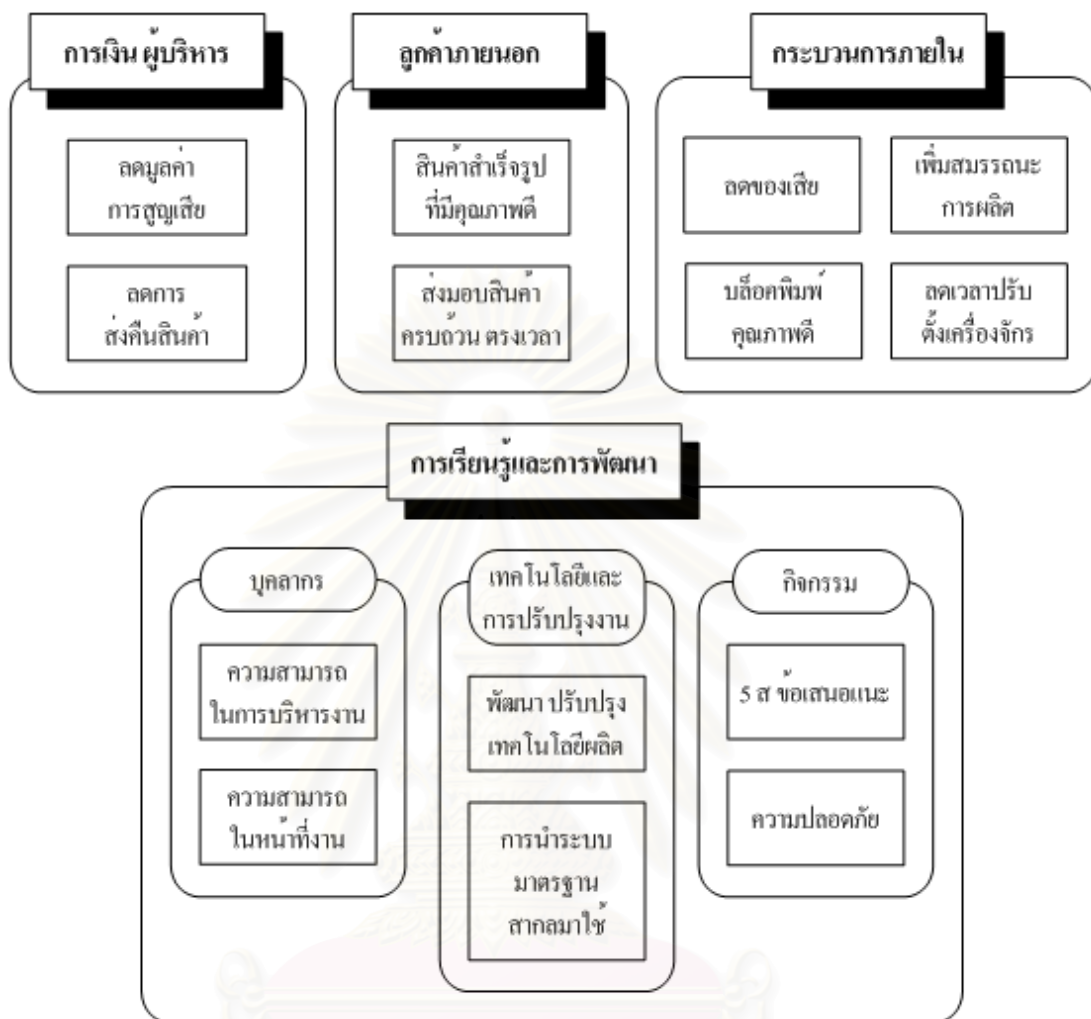 การเงิน ผู้บริหาร
ลดมูลค่า
การสูญเสีย
ลดการ
ส่งคืนสินค้า
ลูกค้าภายนอก
สินค้าสำเร็จรูป
ที่มีคุณภาพดี
ส่งมอบสินค้า
ครบถ้วน ตรงเวลา
กระบวนการภายใน
ลดของเสีย
เพิ่มสมรรถนะ
การผลิต
บล็อคพิมพ์
คุณภาพดี
ลดเวลาปรับ
ตั้งเครื่องจักร
การเรียนรู้และการพัฒนา
บุคลากร
ความสามารถ
ในการบริหารงาน
ความสามารถ
ในหน้าที่งาน
เทคโนโลยีและ
การปรับปรุงงาน
พัฒนา ปรับปรุง
เทคโนโลยีผลิต
การนำระบบ
มาตรฐาน
สากลมาใช้
กิจกรรม
5 ส ข้อเสนอแนะ
ความปลอดภัย